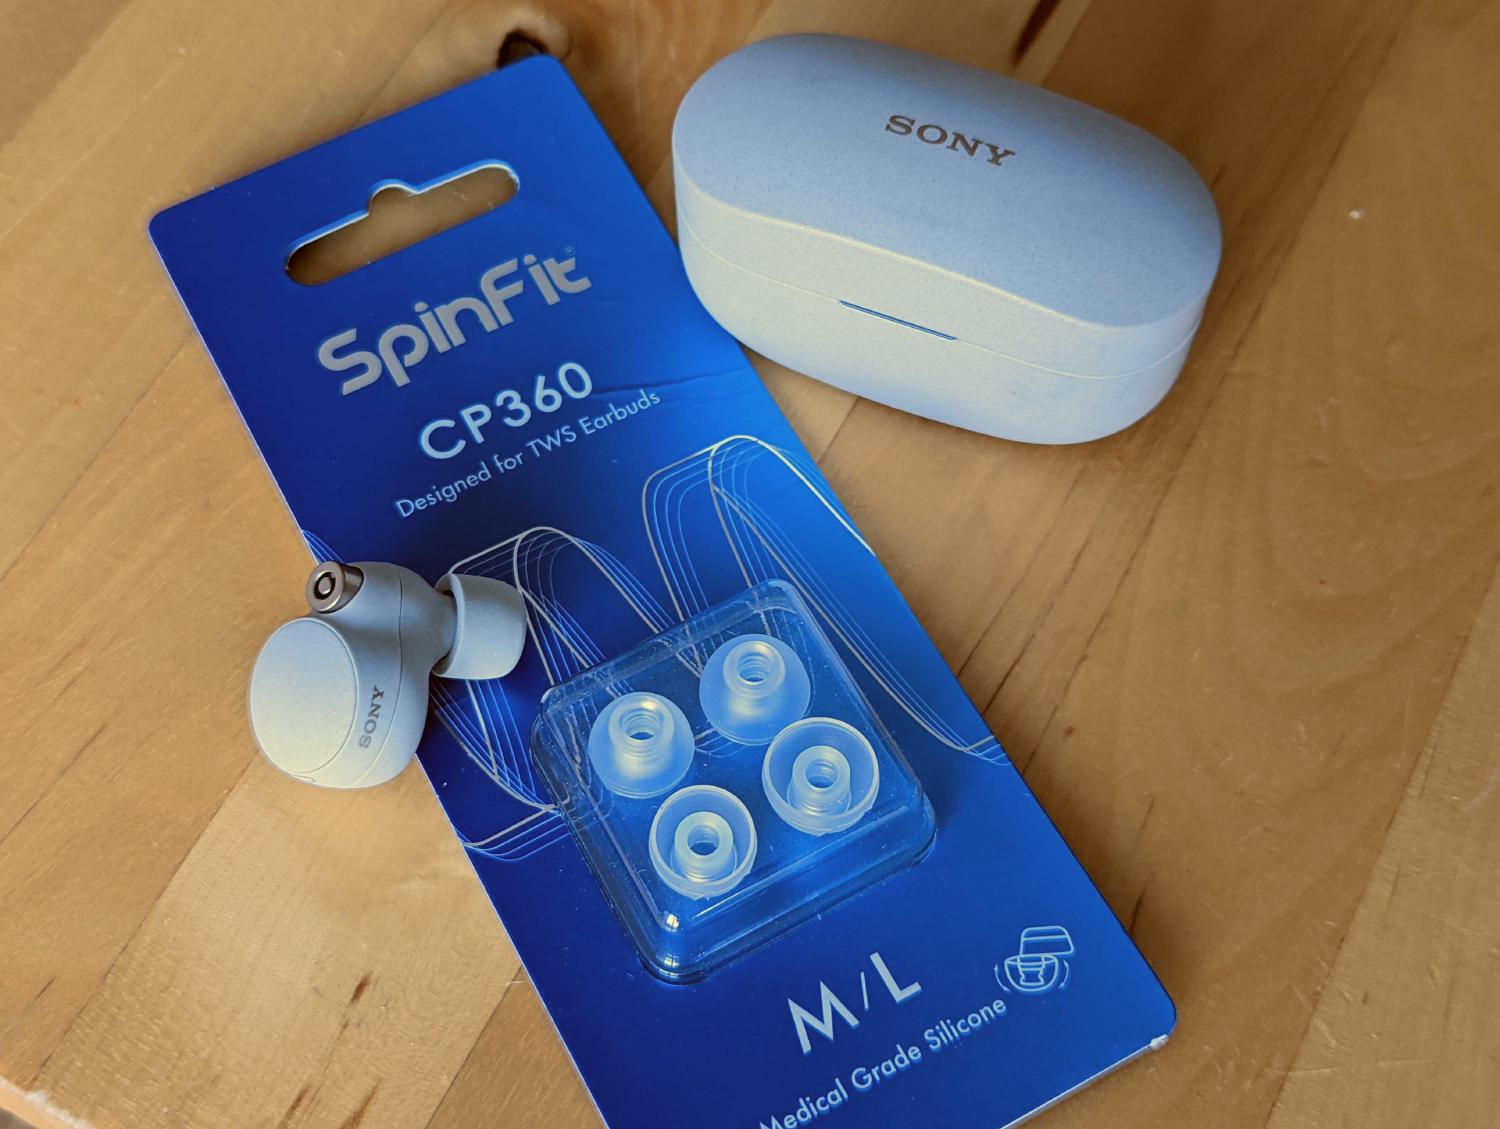 SONY
SpinFit®
CP360
Designed for TWS Earbuds
SONY
M/L
Medical Grade Silicone